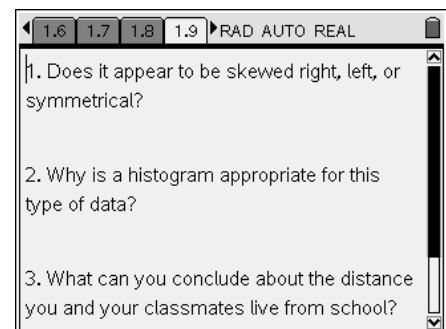 1.6 1.7 1.8 1.9 RAD AUTO REAL
1. Does it appear to be skewed right, left, or
symmetrical?
2. Why is a histogram appropriate for this
type of data?
3. What can you conclude about the distance
you and your classmates live from school?